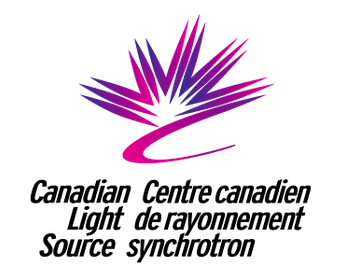 Canadian Centre canadien
Light de rayonnement
Source synchrotron